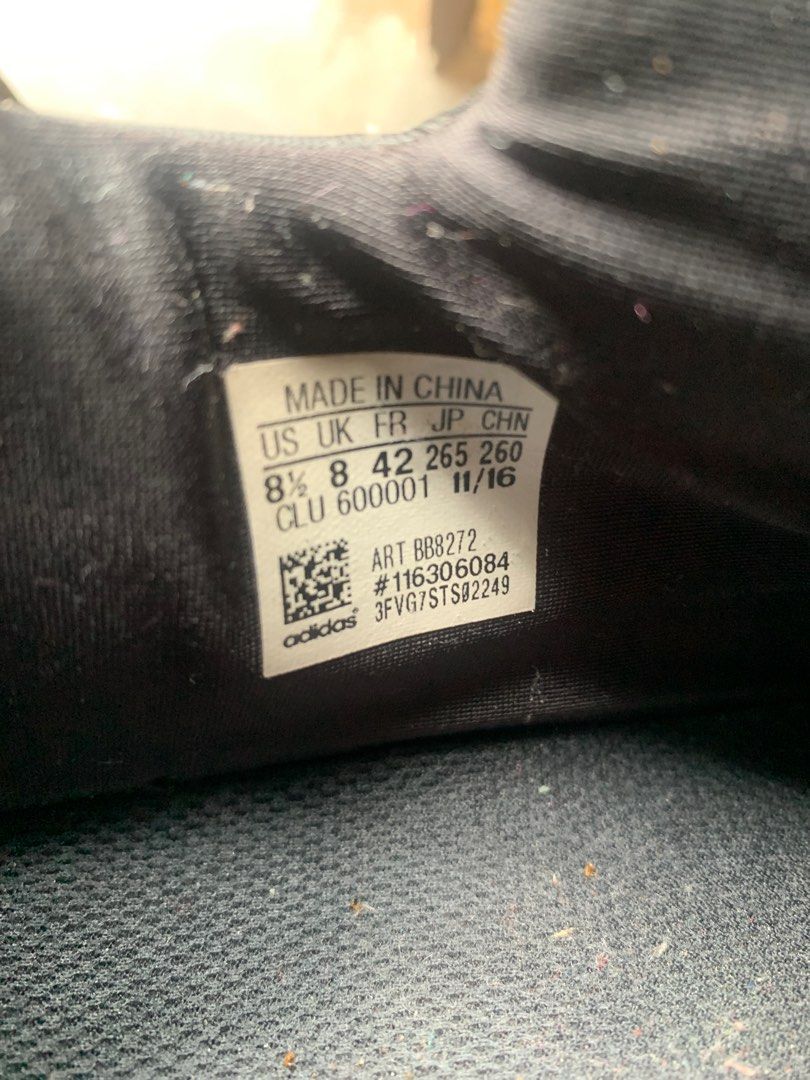 MADE IN CHINA
US UK FR JP CHN
8½ 8 42 265 260
CLU 600001 11/16
ART BB8272
#116306084
3FVG7STS02249
adidas